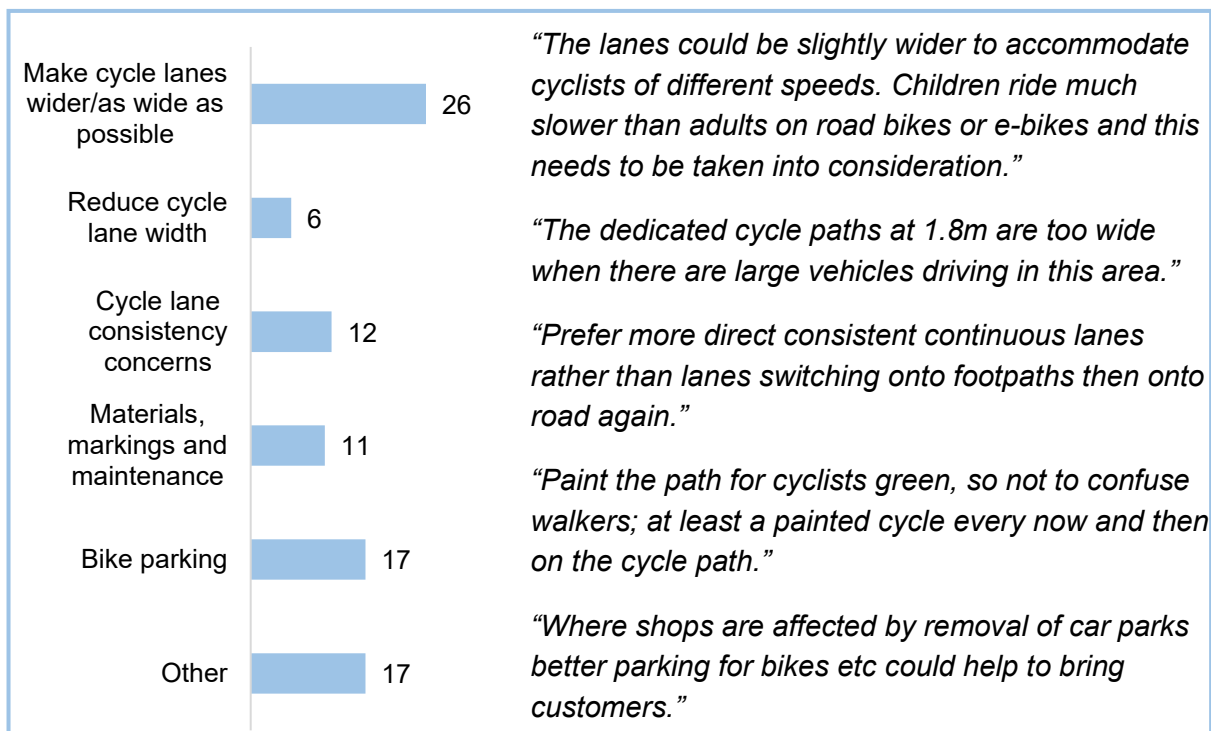 Make cycle lanes
wider/as wide as
possible
26
Reduce cycle
lane width
6
Cycle lane
consistency
concerns
12
Materials,
markings and
maintenance
11
Bike parking
17
Other
17
“The lanes could be slightly wider to accommodate
cyclists of different speeds. Children ride much
slower than adults on road bikes or e-bikes and this
needs to be taken into consideration.”
“The dedicated cycle paths at 1.8m are too wide
when there are large vehicles driving in this area.”
“Prefer more direct consistent continuous lanes
rather than lanes switching onto footpaths then onto
road again.”
“Paint the path for cyclists green, so not to confuse
walkers; at least a painted cycle every now and then
on the cycle path.”
“Where shops are affected by removal of car parks
better parking for bikes etc could help to bring
customers.”